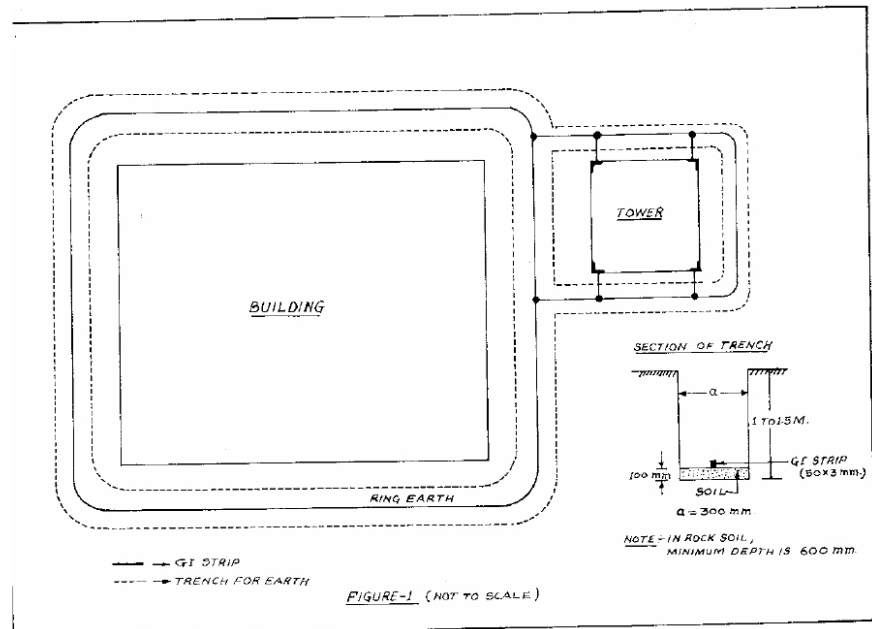 TOWER
BUILDING
SECTION OF TRENCH
a
1 TO 1.5 M.
GI STRIP
(50×3 mm.)
100 mm
SOIL
a = 300 mm.
RING EARTH
NOTE :- IN ROCK SOIL,
MINIMUM DEPTH IS 600 mm.
GI STRIP
TRENCH FOR EARTH
FIGURE-1 (NOT TO SCALE)